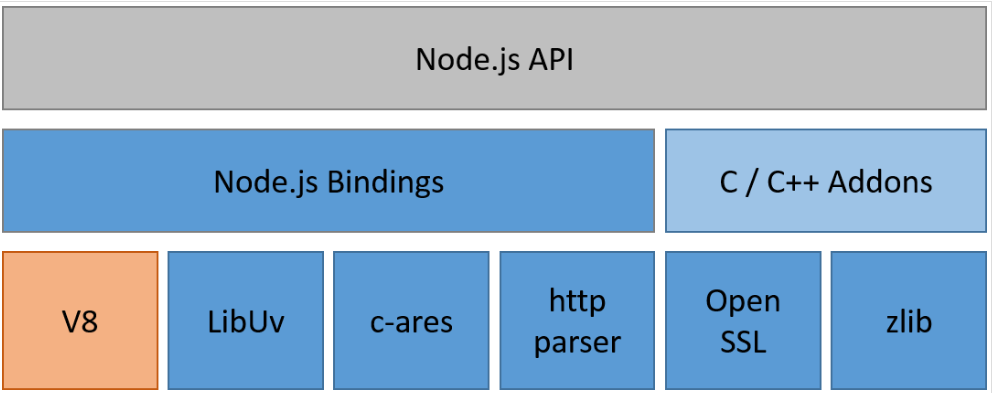 Node.js API
Node.js Bindings
C / C++ Addons
V8
LibUv
c-ares
http
parser
Open
SSL
zlib